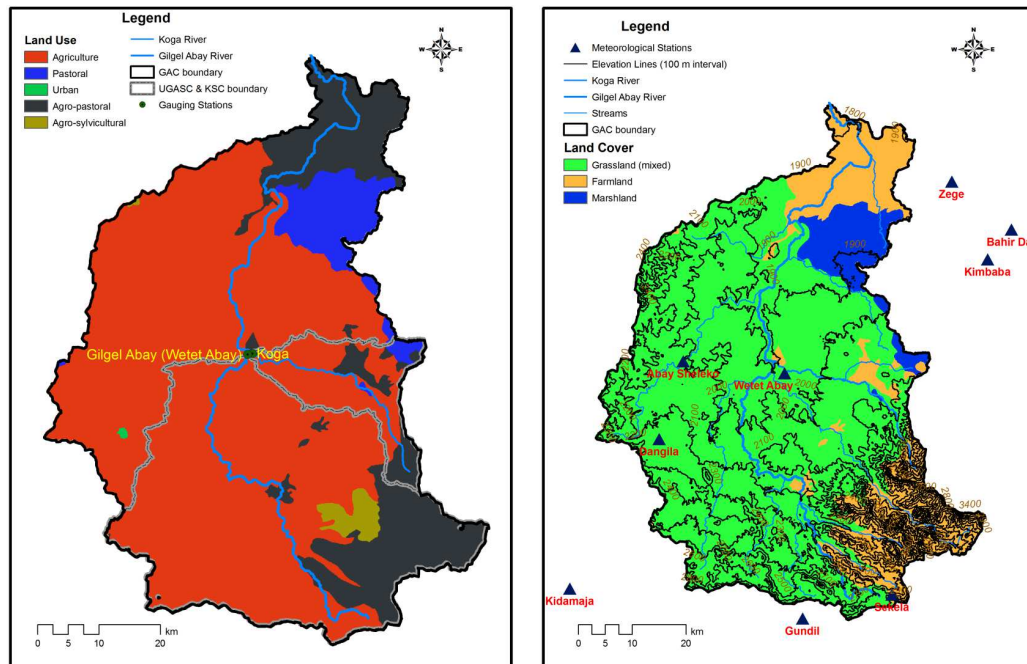 Legend
Land Use
Agriculture
Pastoral
Urban
Agro-pastoral
Agro-sylvicultural
Koga River
Gilgel Abay River
GAC boundary
UGASC & KSC boundary
Gauging Stations
N
W
E
S
Gilgel Abay (Wetet Abay)
Koga
0 5 10 20
km
Legend
Meteorological Stations
Elevation Lines (100 m interval)
Koga River
Gilgel Abay River
Streams
GAC boundary
Land Cover
Grassland (mixed)
Farmland
Marshland
N
W
E
S
1800
1900
Zege
Bahir Da
Kimbaba
1900
2000
2400
Abay Sheleko
Wetet Abay
2000
2100
Dangila
2100
2800
3400
Kidamaja
Gundil
Sekela
0 5 10 20
km